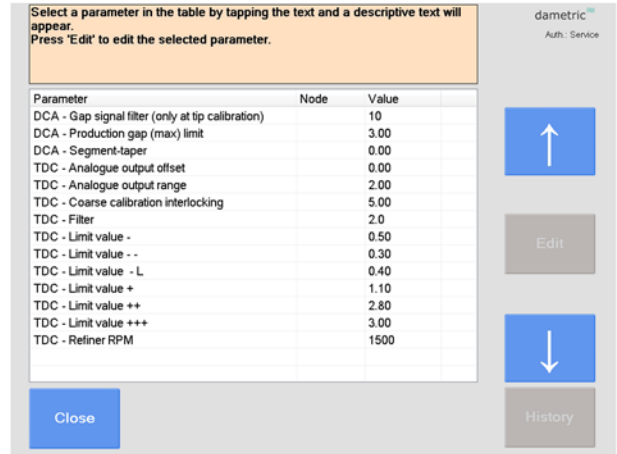 Select a parameter in the table by tapping the text and a descriptive text will
appear.
Press 'Edit' to edit the selected parameter.
dametric
Auth.: Service
Parameter Node Value
DCA - Gap signal filter (only at tip calibration) 10
DCA - Production gap (max) limit 3.00
DCA - Segment-taper 0.00
TDC - Analogue output offset 0.00
TDC - Analogue output range 2.00
TDC - Coarse calibration interlocking 5.00
TDC - Filter 2.0
TDC - Limit value - 0.50
TDC - Limit value - - 0.30
TDC - Limit value - L 0.40
TDC - Limit value + 1.10
TDC - Limit value ++ 2.80
TDC - Limit value +++ 3.00
TDC - Refiner RPM 1500
Edit
Close
History